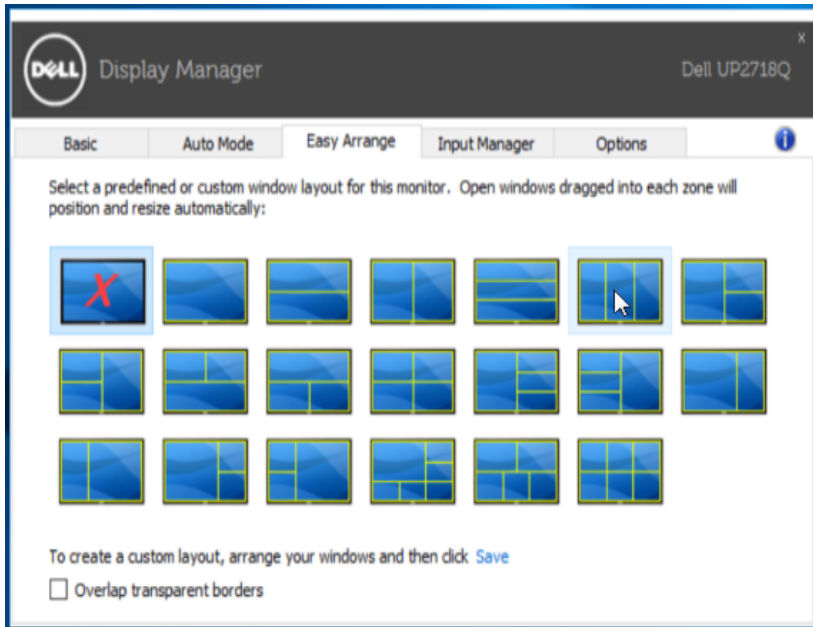 DELL Display Manager
x
Dell UP2718Q
Basic Auto Mode Easy Arrange Input Manager Options
Select a predefined or custom window layout for this monitor. Open windows dragged into each zone will
position and resize automatically:
X
To create a custom layout, arrange your windows and then click Save
Overlap transparent borders